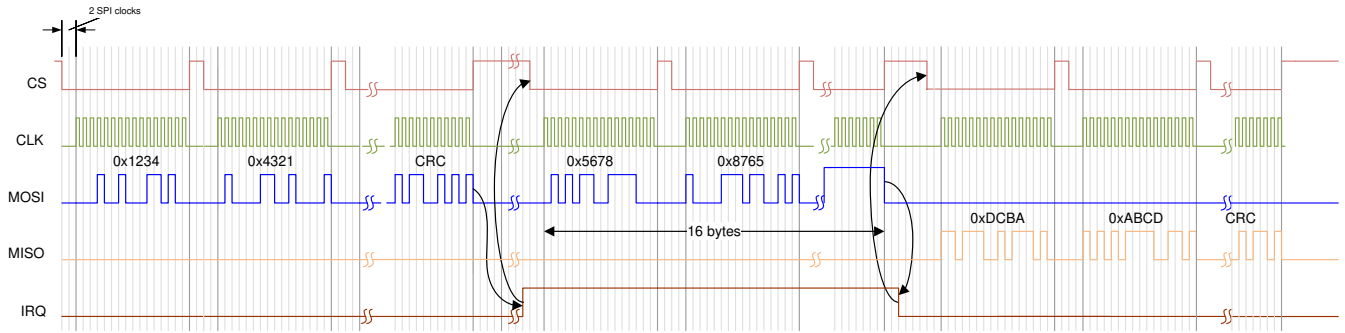 2 SPI clocks
CS
CLK
0x1234 0x4321 CRC 0x5678 0x8765
MOSI
0xDCBA 0xABCD CRC
16 bytes
MISO
IRQ